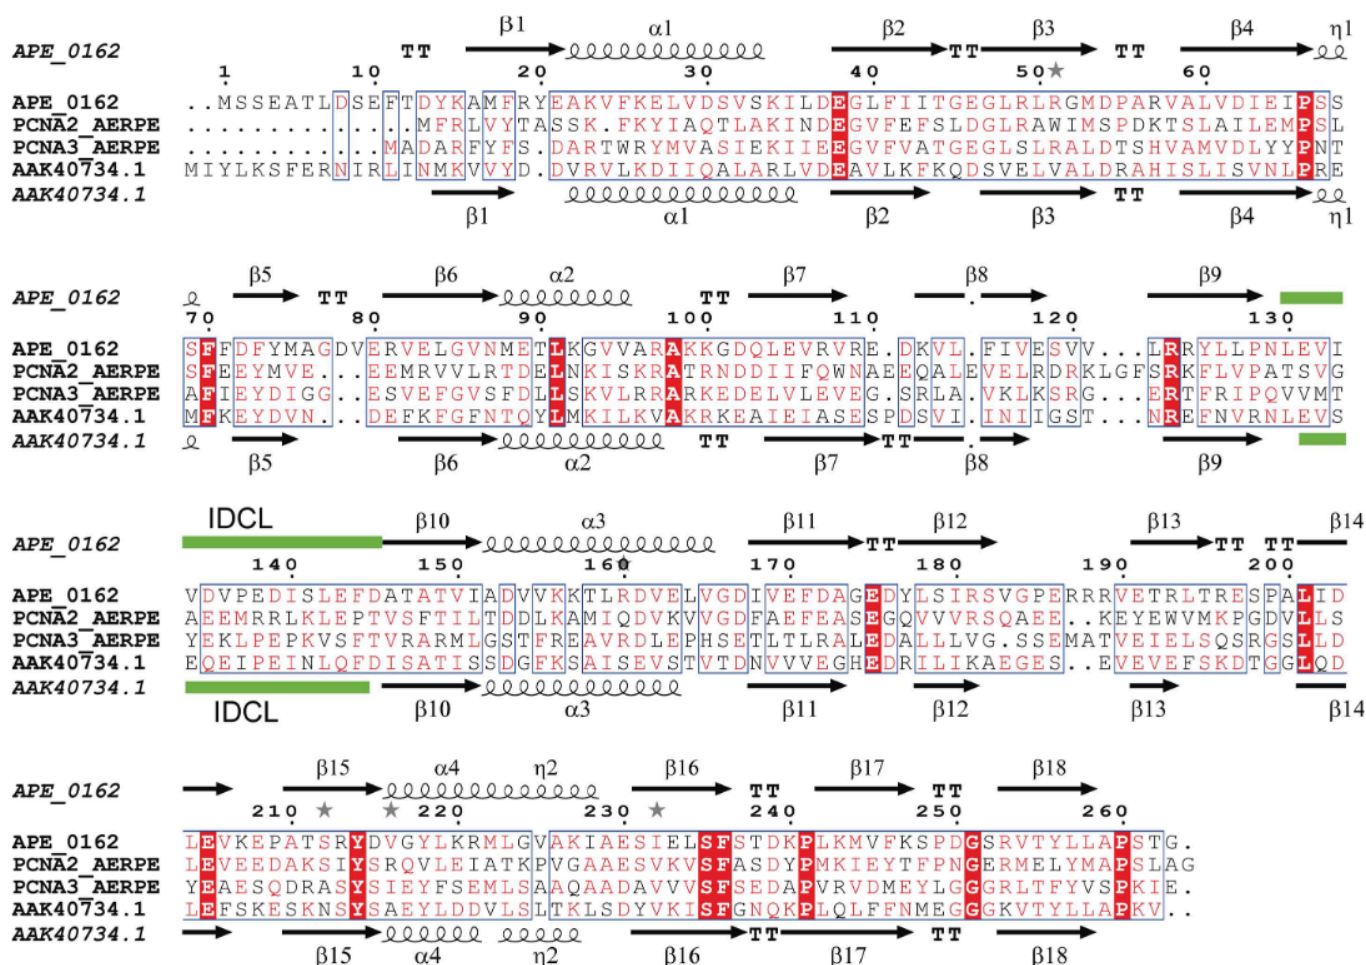 β1 α1 β2 β3 β4 η1
APE_0162 TT TT TT
1 10 20 30 40 50 60
APE_0162 ..MSSEATLDSEFTDYKAMFRYEAKVFKELVDSVSKILDEGLFIITGEGLRLRGMDPARVALVDIEIPSS
PCNA2_AERPE ..............MFRLVYTASSK.FKYIAQTLAKINDEGVFEFSLDGLRAWIMSPDKTSLAILEMPSL
PCNA3_AERPE ............MADARFYFS.DARTWRYMVASIEKIIEEGVFVATGEGLSLRALDTSHVAMVDLYYPNT
AAK40734.1 MIYLKSFERNIRLINMKVVYD.DVRVLKDIIQALARLVDEAVLKFKQDSVELVALDRAHISLISVNLPRE
AAK40734.1 TT
β1 α1 β2 β3 β4 η1
β5 β6 α2 β7 β8 β9
APE_0162 TT TT .
70 80 90 100 110 120 130
APE_0162 SFFDFYMAGDVERVELGVNMETLKGVVARAKKGDQLEVRVRE.DKVL.FIVESVV...LRRYLLPNLEVI
PCNA2_AERPE SFEEYMVE...EEMRVVLRTDELNKISKRATRNDDIIFQWNAEEQALEVELRDRKLGFSRKFLVPATSVG
PCNA3_AERPE AFIEYDIGG..ESVEFGVSFDLLSKVLRRARKEDELVLEVEG.SRLA.VKLKSRG...ERTFRIPQVVMT
AAK40734.1 MFKEYDVN...DEFKFGFNTQYLMKILKVAKRKEAIEIASESPDSVI.INIIGST...NREFNVRNLEVS
AAK40734.1 TT TT .
β5 β6 α2 β7 β8 β9
IDCL β10 α3 β11 β12 β13 β14
APE_0162 TT TT TT
140 150 160 170 180 190 200
APE_0162 VDVPEDISLEFDATATVIADVVKKTLRDVELVGDIVEFDAGEDYLSIRSVGPERRRVETRLTRESPALID
PCNA2_AERPE AEEMRRLKLEPTVSFTILTDDLKAMIQDVKVVGDFAEFEASEGQVVVRSQAEE..KEYEWVMKPGDVLLS
PCNA3_AERPE YEKLPEPKVSFTVRARMLGSTFREAVRDLEPHSETLTLRALEDALLLVG.SSEMATVEIELSQSRGSLLD
AAK40734.1 EQEIPEINLQFDISATISSDGFKSAISEVSTVTDNVVVEGHEDRILIKAEGES..EVEVEFSKDTGGLQD
AAK40734.1
IDCL β10 α3 β11 β12 β13 β14
β15 α4 η2 β16 β17 β18
APE_0162 TT TT
210 220 230 240 250 260
APE_0162 LEVKEPATSRYDVGYLKRMLGVAKIAESIELSFSTDKPLKMVFKSPDGSRVTYLLAPSTG.
PCNA2_AERPE LEVEEDAKSIYSRQVLEIATKPVGAAESVKVSFASDYPMKIEYTFPNGERMELYMAPSLAG
PCNA3_AERPE YEAESQDRASYSIEYFSEMLSAAQAADAVVVSFSEDAPVRVDMEYLGGGRLTFYVSPKIE.
AAK40734.1 LEFSKESKNSYSAEYLDDVLSLTKLSDYVKISFGNQKPLQLFFNMEGGGKVTYLLAPKV..
AAK40734.1 TT TT
β15 α4 η2 β16 β17 β18